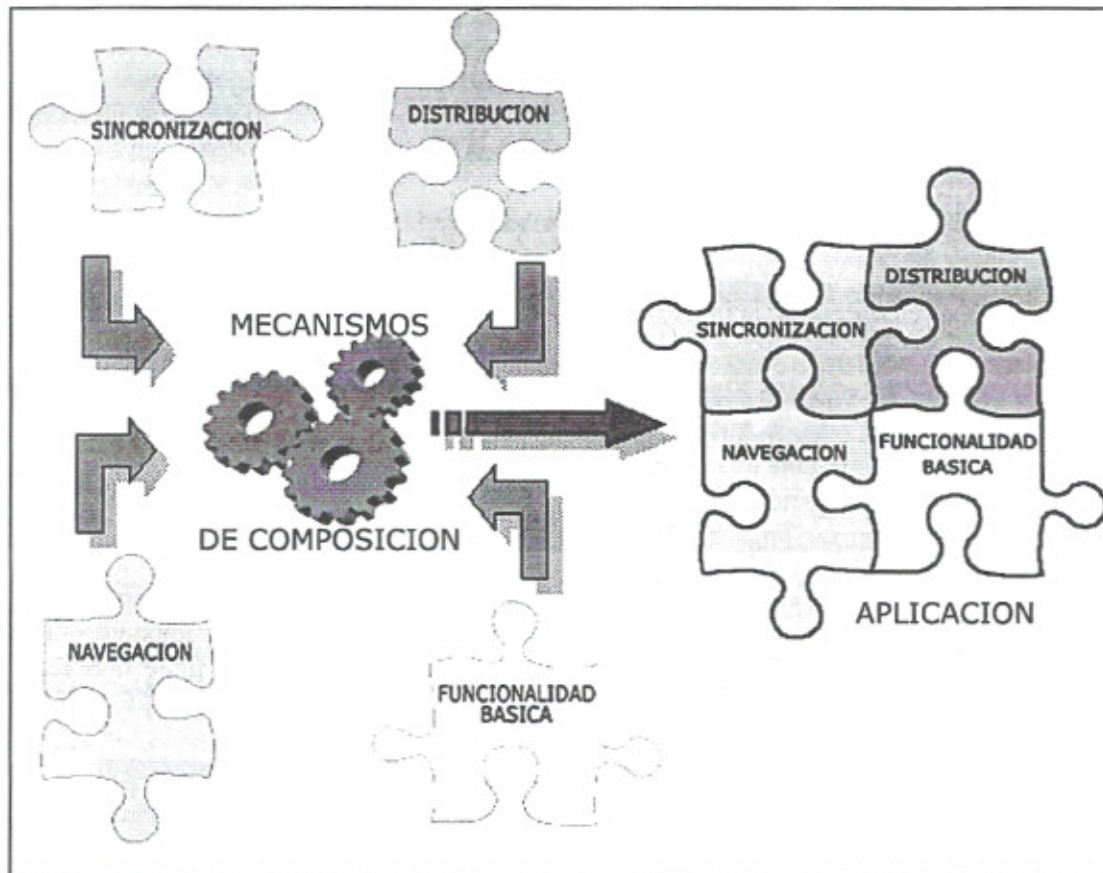 SINCRONIZACION
DISTRIBUCION
MECANISMOS
DE COMPOSICION
NAVEGACION
FUNCIONALIDAD
BASICA
DISTRIBUCION
SINCRONIZACION
NAVEGACION
FUNCIONALIDAD
BASICA
APLICACION